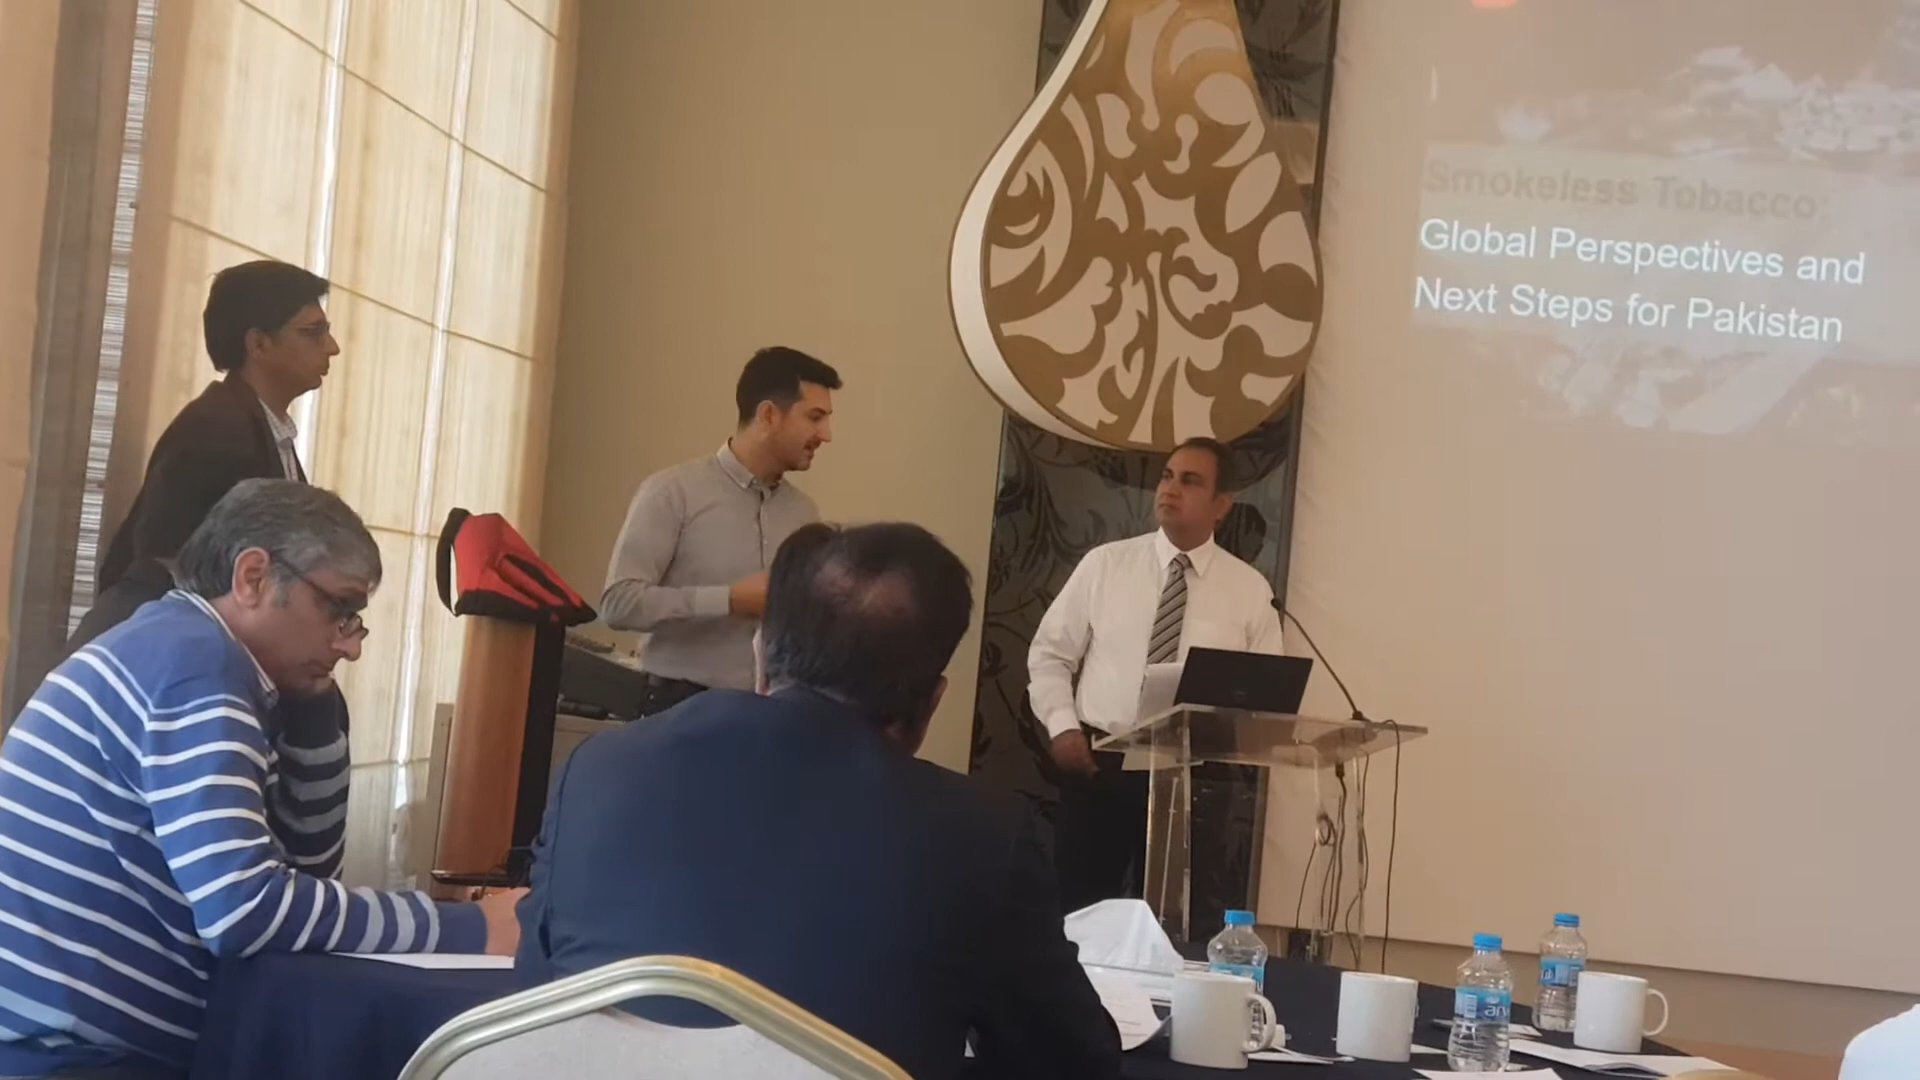 Smokeless Tobacco:
Global Perspectives and
Next Steps for Pakistan